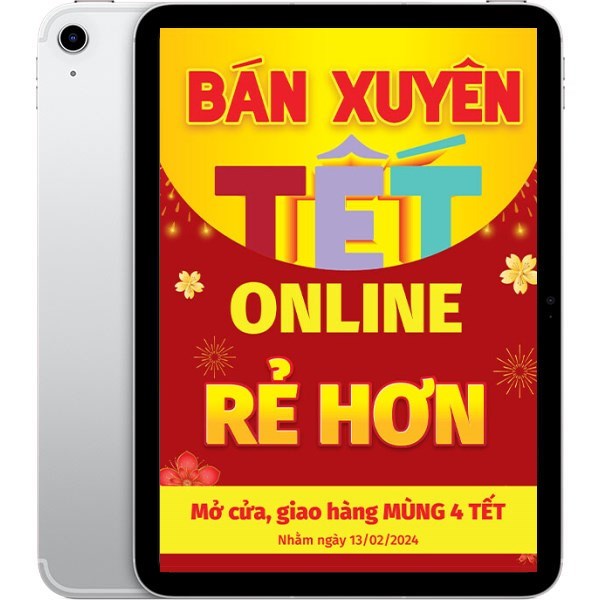 BÁN XUYÊN
TẾT
ONLINE
RẺ HƠN
Mở cửa, giao hàng MÙNG 4 TẾT
Nhằm ngày 13/02/2024